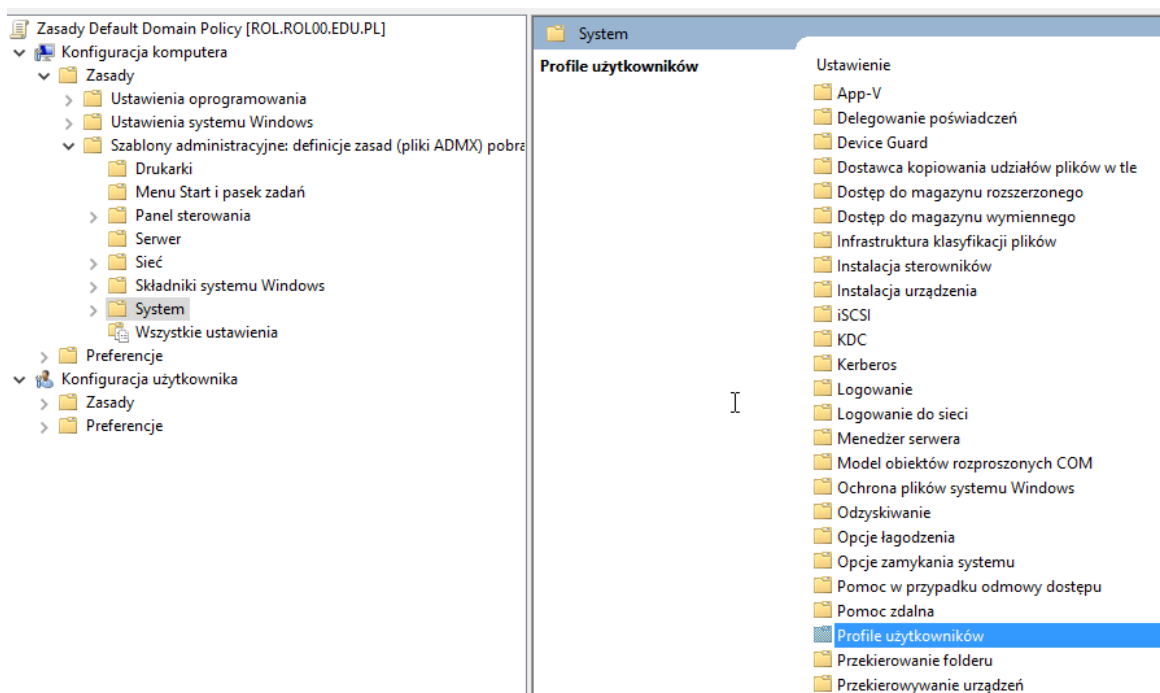 Zasady Default Domain Policy [ROL.ROL00.EDU.PL]
Konfiguracja komputera
Zasady
Ustawienia oprogramowania
Ustawienia systemu Windows
Szablony administracyjne: definicje zasad (pliki ADMX) pobra
Drukarki
Menu Start i pasek zadań
Panel sterowania
Serwer
Sieć
Składniki systemu Windows
System
Wszystkie ustawienia
Preferencje
Konfiguracja użytkownika
Zasady
Preferencje
System
Profile użytkowników
Ustawienie
App-V
Delegowanie poświadczeń
Device Guard
Dostawca kopiowania udziałów plików w tle
Dostęp do magazynu rozszerzonego
Dostęp do magazynu wymiennego
Infrastruktura klasyfikacji plików
Instalacja sterowników
Instalacja urządzenia
iSCSI
KDC
Kerberos
Logowanie
Logowanie do sieci
Menedżer serwera
Model obiektów rozproszonych COM
Ochrona plików systemu Windows
Odzyskiwanie
Opcje łagodzenia
Opcje zamykania systemu
Pomoc w przypadku odmowy dostępu
Pomoc zdalna
Profile użytkowników
Przekierowanie folderu
Przekierowywanie urządzeń